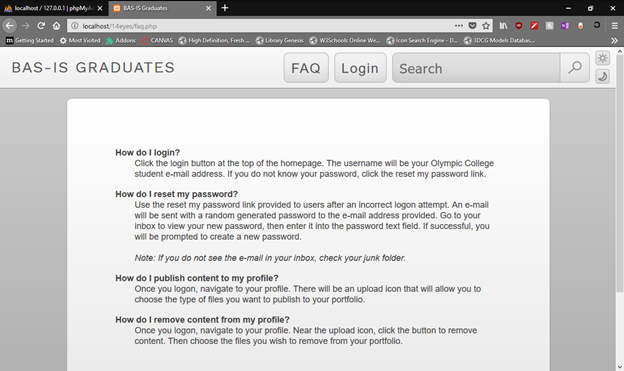 localhost / 127.0.0.1 | phpMyA
BAS-IS Graduates
localhost/14eyes/faq.php
Getting Started
Most Visited
Addons
CANVAS
High Definition, Fresh ...
Library Genesis
W3Schools Online We...
Icon Search Engine - D...
3DCG Models Databas...
BAS-IS GRADUATES
FAQ
Login
Search
How do I login?
Click the login button at the top of the homepage. The username will be your Olympic College
student e-mail address. If you do not know your password, click the reset my password link.
How do I reset my password?
Use the reset my password link provided to users after an incorrect logon attempt. An e-mail
will be sent with a random generated password to the e-mail address provided. Go to your
inbox to view your new password, then enter it into the password text field. If successful, you
will be prompted to create a new password.
Note: If you do not see the e-mail in your inbox, check your junk folder.
How do I publish content to my profile?
Once you logon, navigate to your profile. There will be an upload icon that will allow you to
choose the type of files you want to publish to your portfolio.
How do I remove content from my profile?
Once you logon, navigate to your profile. Near the upload icon, click the button to remove
content. Then choose the files you wish to remove from your portfolio.